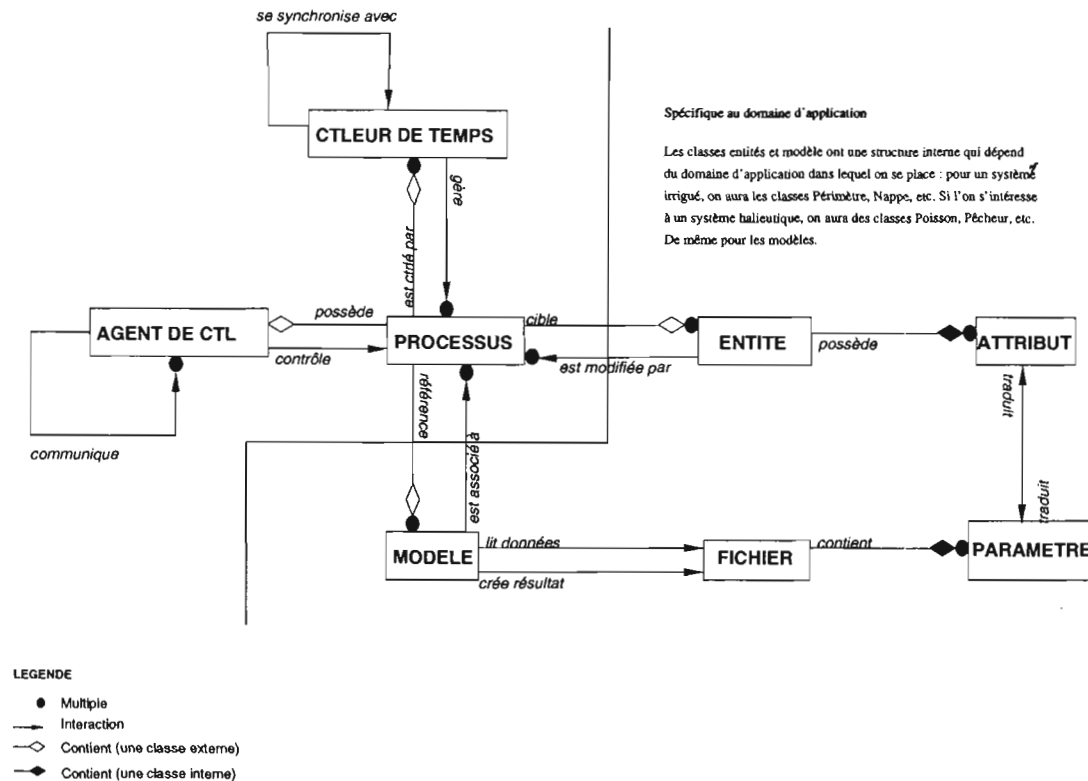 se synchronise avec
CTLEUR DE TEMPS
gère
est ctrlé par
Spécifique au domaine d'application
Les classes entités et modèle ont une structure interne qui dépend
du domaine d'application dans lequel on se place : pour un système
irrigué, on aura les classes Périmètre, Nappe, etc. Si l'on s'intéresse
à un système halieutique, on aura des classes Poisson, Pêcheur, etc.
De même pour les modèles.
AGENT DE CTL
possède
contrôle
communique
PROCESSUS
cible
est modifiée par
ENTITE
possède
ATTRIBUT
référence
est associé à
traduit
traduit
MODELE
lit données
crée résultat
FICHIER
contient
PARAMETRE
LEGENDE
Multiple
Interaction
Contient (une classe externe)
Contient (une classe interne)